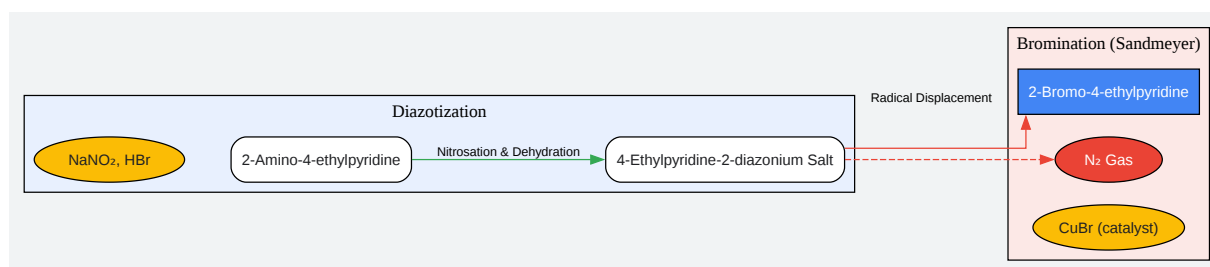 Bromination (Sandmeyer)
2-Bromo-4-ethylpyridine
Radical Displacement
Diazotization
NaNO₂, HBr
2-Amino-4-ethylpyridine
Nitrosation & Dehydration
4-Ethylpyridine-2-diazonium Salt
N₂ Gas
CuBr (catalyst)